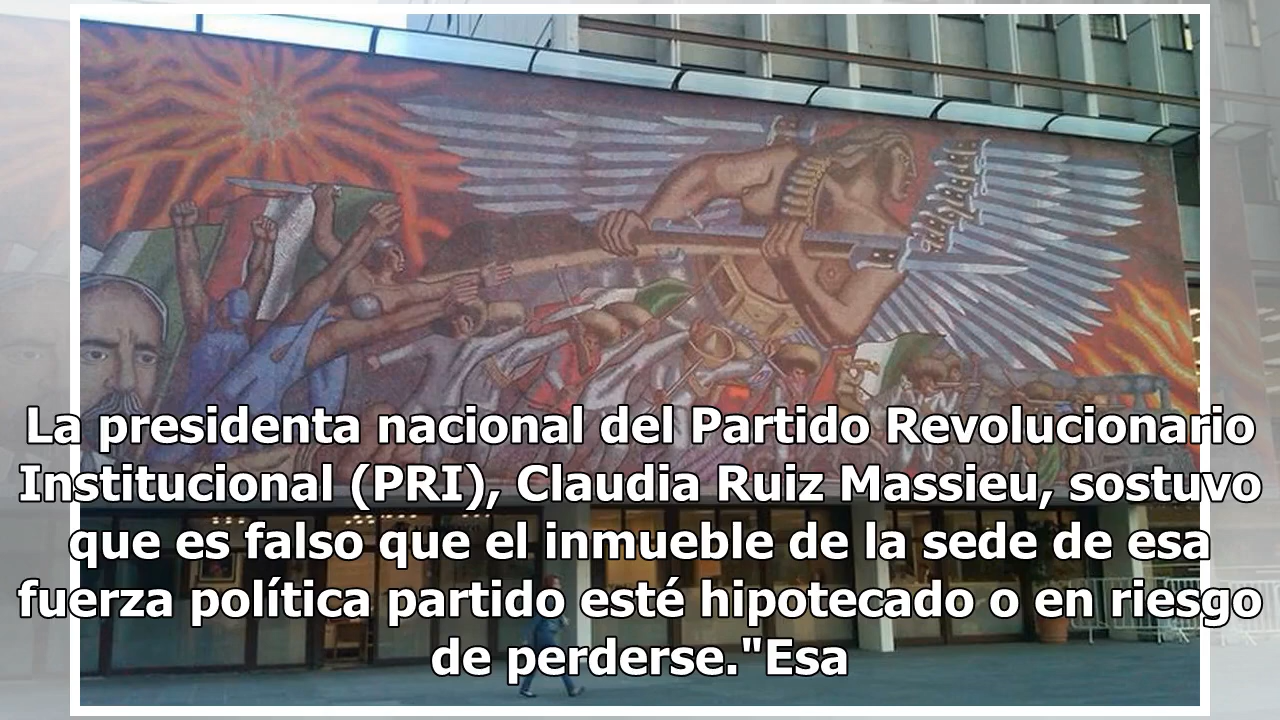 La presidenta nacional del Partido Revolucionario
Institucional (PRI), Claudia Ruiz Massieu, sostuvo
que es falso que el inmueble de la sede de esa
fuerza política partido esté hipotecado o en riesgo
de perderse."Esa